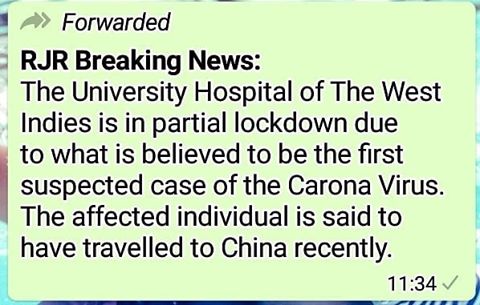 Forwarded
RJR Breaking News:
The University Hospital of The West
Indies is in partial lockdown due
to what is believed to be the first
suspected case of the Carona Virus.
The affected individual is said to
have travelled to China recently.
11:34